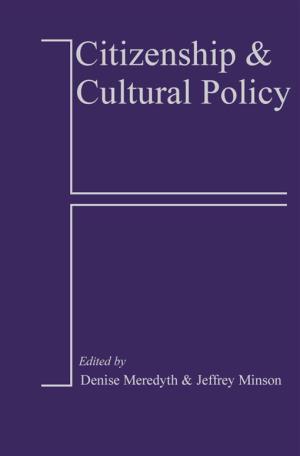 Citizenship &
Cultural Policy
Edited by
Denise Meredyth & Jeffrey Minson